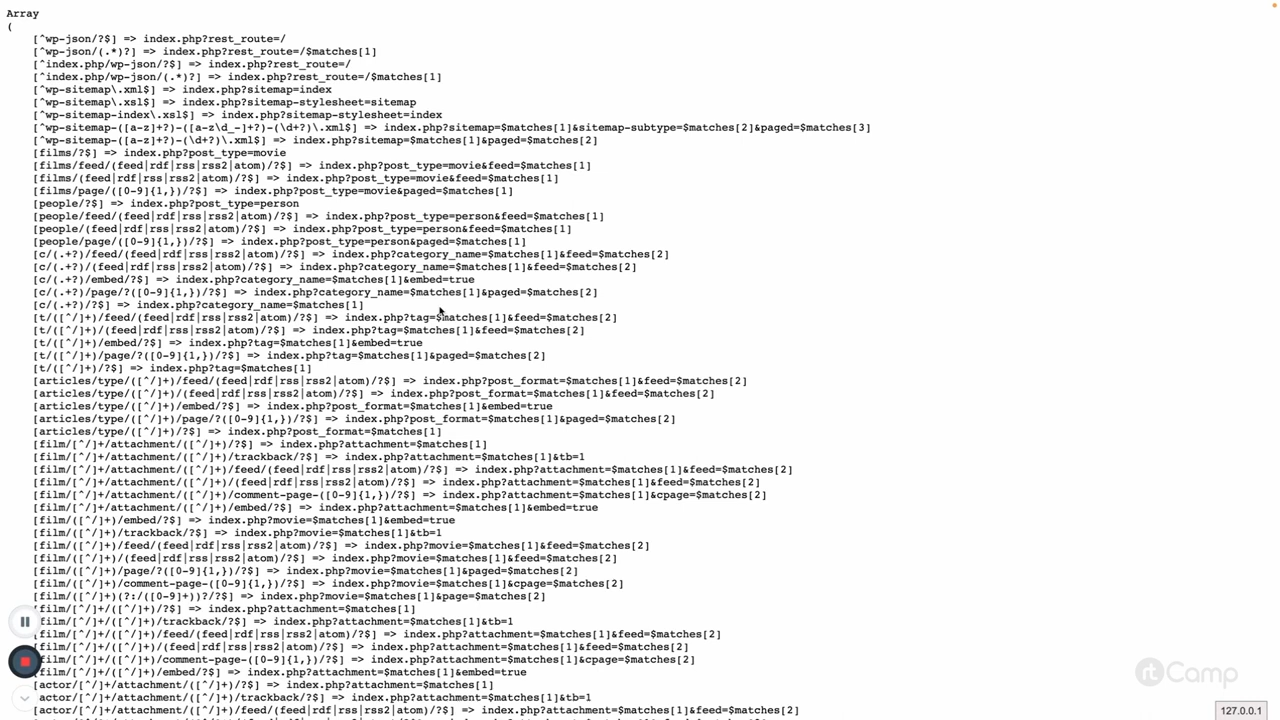 Array
(
[^wp-json/?$] => index.php?rest_route=/
[^wp-json/(.*)?] => index.php?rest_route=/$matches[1]
[^index.php/wp-json/?$] => index.php?rest_route=/
[^index.php/wp-json/(.*)?] => index.php?rest_route=/$matches[1]
[^wp-sitemap\.xml$] => index.php?sitemap=index
[^wp-sitemap\.xsl$] => index.php?sitemap-stylesheet=sitemap
[^wp-sitemap-index\.xsl$] => index.php?sitemap-stylesheet=index
[^wp-sitemap-([a-z]+?)-([a-z\d_-]+?)-(\d+?)\.xml$] => index.php?sitemap=$matches[1]&sitemap-subtype=$matches[2]&paged=$matches[3]
[^wp-sitemap-([a-z]+?)-(\d+?)\.xml$] => index.php?sitemap=$matches[1]&paged=$matches[2]
[films/?$] => index.php?post_type=movie
[films/feed/(feed|rdf|rss|rss2|atom)/?$] => index.php?post_type=movie&feed=$matches[1]
[films/(feed|rdf|rss|rss2|atom)/?$] => index.php?post_type=movie&feed=$matches[1]
[films/page/([0-9]{1,})/?$] => index.php?post_type=movie&paged=$matches[1]
[people/?$] => index.php?post_type=person
[people/feed/(feed|rdf|rss|rss2|atom)/?$] => index.php?post_type=person&feed=$matches[1]
[people/(feed|rdf|rss|rss2|atom)/?$] => index.php?post_type=person&feed=$matches[1]
[people/page/([0-9]{1,})/?$] => index.php?post_type=person&paged=$matches[1]
[c/(.+?)/feed/(feed|rdf|rss|rss2|atom)/?$] => index.php?category_name=$matches[1]&feed=$matches[2]
[c/(.+?)/(feed|rdf|rss|rss2|atom)/?$] => index.php?category_name=$matches[1]&feed=$matches[2]
[c/(.+?)/embed/?$] => index.php?category_name=$matches[1]&embed=true
[c/(.+?)/page/?([0-9]{1,})/?$] => index.php?category_name=$matches[1]&paged=$matches[2]
[c/(.+?)/?$] => index.php?category_name=$matches[1]
[t/([^/]+)/feed/(feed|rdf|rss|rss2|atom)/?$] => index.php?tag=$matches[1]&feed=$matches[2]
[t/([^/]+)/(feed|rdf|rss|rss2|atom)/?$] => index.php?tag=$matches[1]&feed=$matches[2]
[t/([^/]+)/embed/?$] => index.php?tag=$matches[1]&embed=true
[t/([^/]+)/page/?([0-9]{1,})/?$] => index.php?tag=$matches[1]&paged=$matches[2]
[t/([^/]+)/?$] => index.php?tag=$matches[1]
[articles/type/([^/]+)/feed/(feed|rdf|rss|rss2|atom)/?$] => index.php?post_format=$matches[1]&feed=$matches[2]
[articles/type/([^/]+)/(feed|rdf|rss|rss2|atom)/?$] => index.php?post_format=$matches[1]&feed=$matches[2]
[articles/type/([^/]+)/embed/?$] => index.php?post_format=$matches[1]&embed=true
[articles/type/([^/]+)/page/?([0-9]{1,})/?$] => index.php?post_format=$matches[1]&paged=$matches[2]
[articles/type/([^/]+)/?$] => index.php?post_format=$matches[1]
[film/[^/]+/attachment/([^/]+)/?$] => index.php?attachment=$matches[1]
[film/[^/]+/attachment/([^/]+)/trackback/?$] => index.php?attachment=$matches[1]&tb=1
[film/[^/]+/attachment/([^/]+)/feed/(feed|rdf|rss|rss2|atom)/?$] => index.php?attachment=$matches[1]&feed=$matches[2]
[film/[^/]+/attachment/([^/]+)/(feed|rdf|rss|rss2|atom)/?$] => index.php?attachment=$matches[1]&feed=$matches[2]
[film/[^/]+/attachment/([^/]+)/comment-page-([0-9]{1,})/?$] => index.php?attachment=$matches[1]&cpage=$matches[2]
[film/[^/]+/attachment/([^/]+)/embed/?$] => index.php?attachment=$matches[1]&embed=true
[film/([^/]+)/embed/?$] => index.php?movie=$matches[1]&embed=true
[film/([^/]+)/trackback/?$] => index.php?movie=$matches[1]&tb=1
[film/([^/]+)/feed/(feed|rdf|rss|rss2|atom)/?$] => index.php?movie=$matches[1]&feed=$matches[2]
[film/([^/]+)/(feed|rdf|rss|rss2|atom)/?$] => index.php?movie=$matches[1]&feed=$matches[2]
[film/([^/]+)/page/?([0-9]{1,})/?$] => index.php?movie=$matches[1]&paged=$matches[2]
[film/([^/]+)/comment-page-([0-9]{1,})/?$] => index.php?movie=$matches[1]&cpage=$matches[2]
[film/([^/]+)(?:/([0-9]+))?/?$] => index.php?movie=$matches[1]&page=$matches[2]
[film/[^/]+/([^/]+)/?$] => index.php?attachment=$matches[1]
[film/[^/]+/([^/]+)/trackback/?$] => index.php?attachment=$matches[1]&tb=1
film/[^/]+/([^/]+)/feed/(feed|rdf|rss|rss2|atom)/?$] => index.php?attachment=$matches[1]&feed=$matches[2]
[film/[^/]+/([^/]+)/(feed|rdf|rss|rss2|atom)/?$] => index.php?attachment=$matches[1]&feed=$matches[2]
film/[^/]+/([^/]+)/comment-page-([0-9]{1,})/?$] => index.php?attachment=$matches[1]&cpage=$matches[2]
film/[^/]+/([^/]+)/embed/?$] => index.php?attachment=$matches[1]&embed=true
[actor/[^/]+/attachment/([^/]+)/?$] => index.php?attachment=$matches[1]
[actor/[^/]+/attachment/([^/]+)/trackback/?$] => index.php?attachment=$matches[1]&tb=1
[actor/[^/]+/attachment/([^/]+)/feed/(feed|rdf|rss|rss2|atom)/?$] => index.php?attachment=$matches[1]&feed=$matches[2]
rtCamp
127.0.0.1